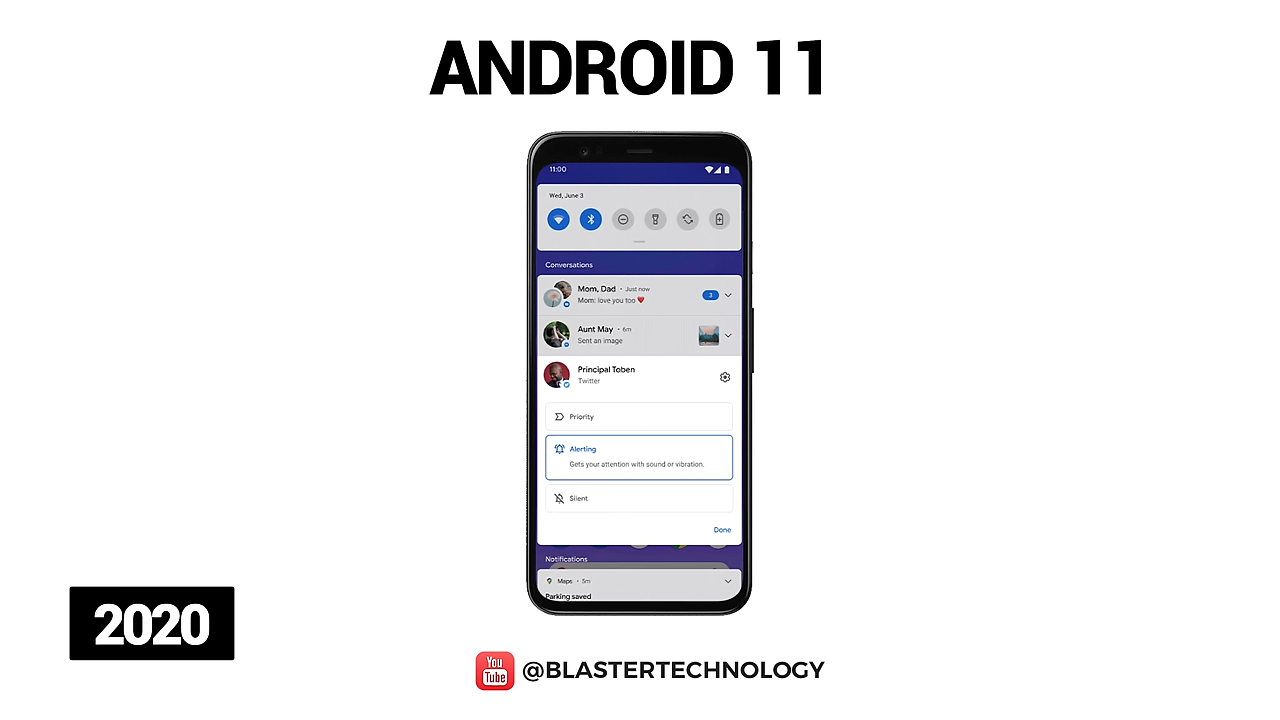 ANDROID 11
11:00
Wed, June 3
Conversations
Mom, Dad • Just now
Mom: love you too ❤
3
Aunt May • 6m
Sent an image
Principal Toben
Twitter
Priority
Alerting
Gets your attention with sound or vibration.
Silent
Done
Notifications
Maps • 5m
Parking saved
2020
You
Tube
@BLASTERTECHNOLOGY